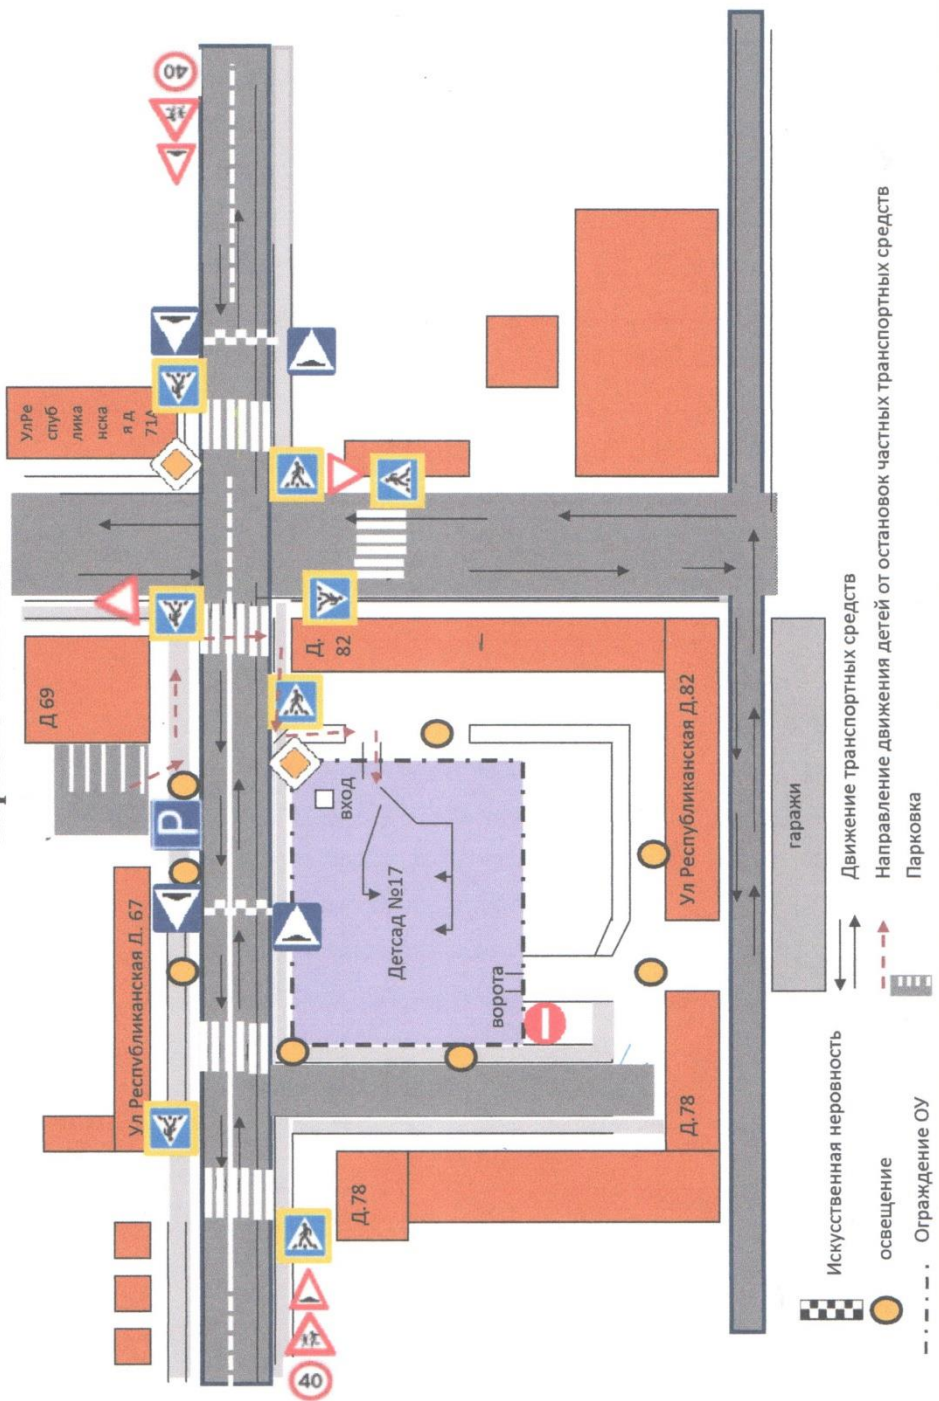 40
УлРе
спуб
лика
нска
я д
71А
Д 69
P
Ул Республиканская Д. 67
Д.
82
вход
Детсад №17
ворота
Ул Республиканская Д.82
гаражи
Д.78
Д.78
40
Искусственная неровность
освещение
Ограждение ОУ
Движение транспортных средств
Направление движения детей от остановок частных транспортных средств
Парковка